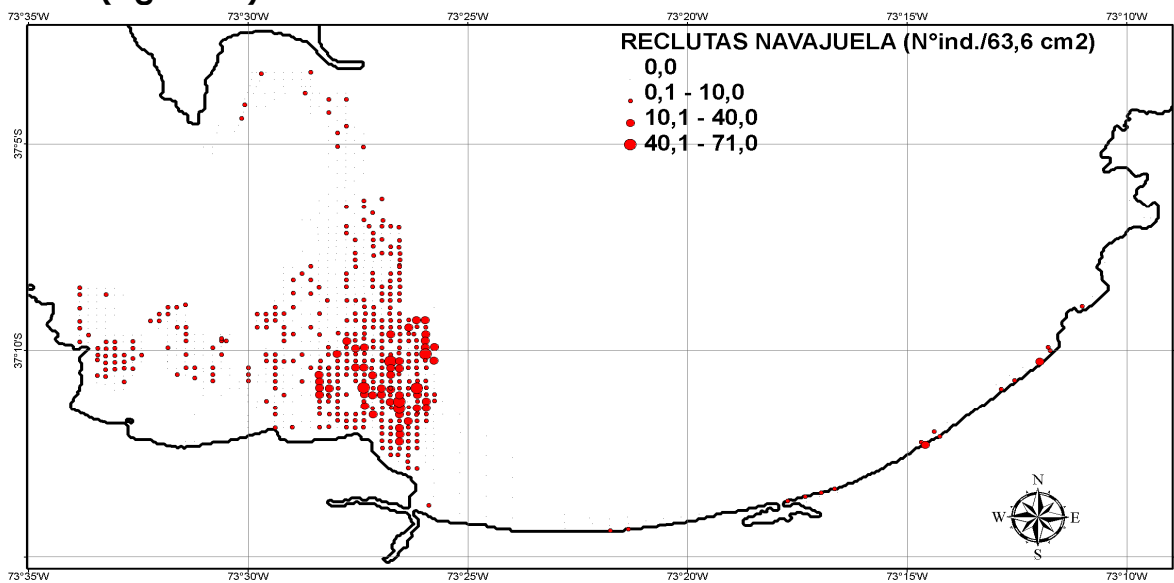 73°35'W 73°30'W 73°25'W 73°20'W 73°15'W 73°10'W
RECLUTAS NAVAJUELA (N°ind./63,6 cm2)
0,0
0,1 - 10,0
10,1 - 40,0
40,1 - 71,0
37°5'S
37°10'S
N
W E
S
73°35'W 73°30'W 73°25'W 73°20'W 73°15'W 73°10'W